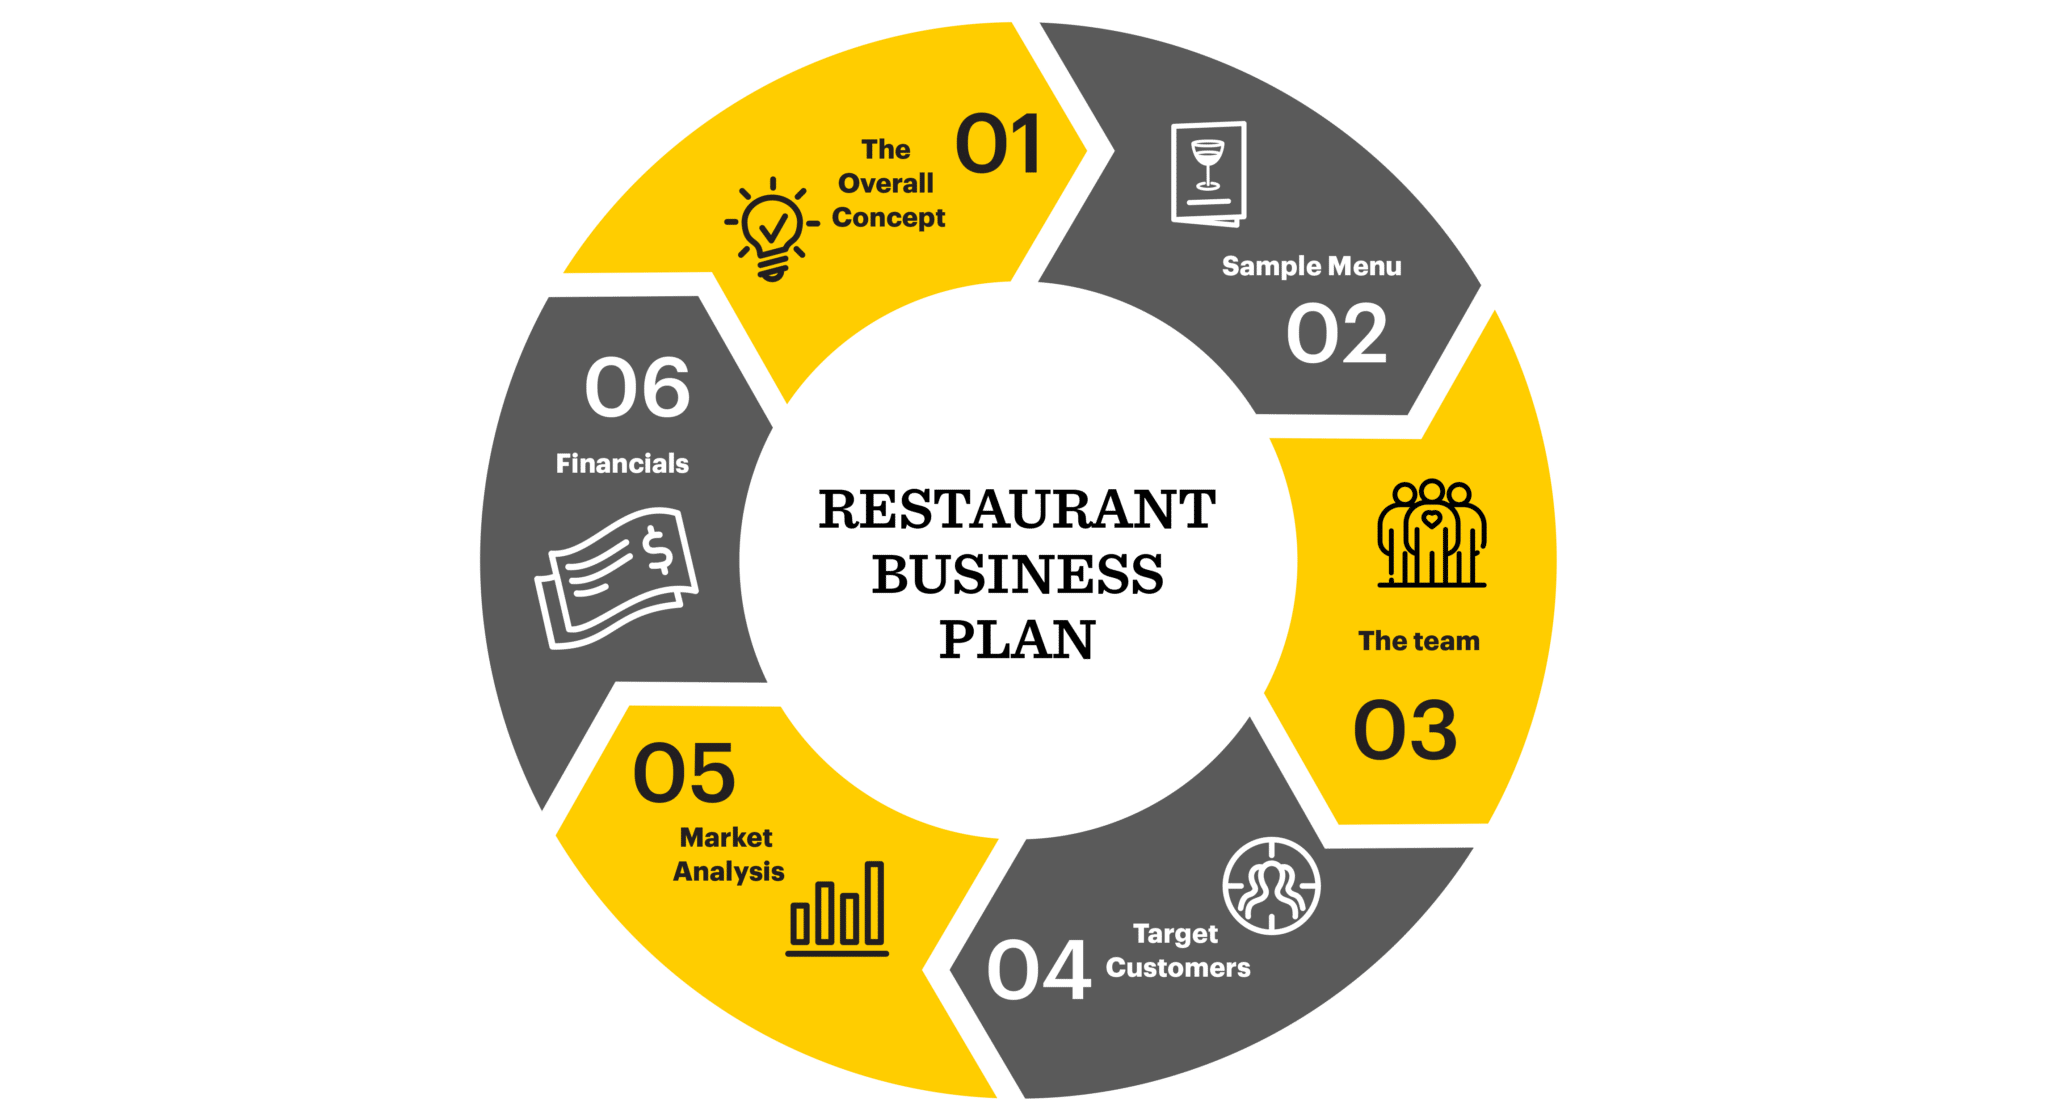 01
The
Overall
Concept
Sample Menu
02
The team
03
Target
Customers
04
05
Market
Analysis
06
Financials
$
RESTAURANT
BUSINESS
PLAN